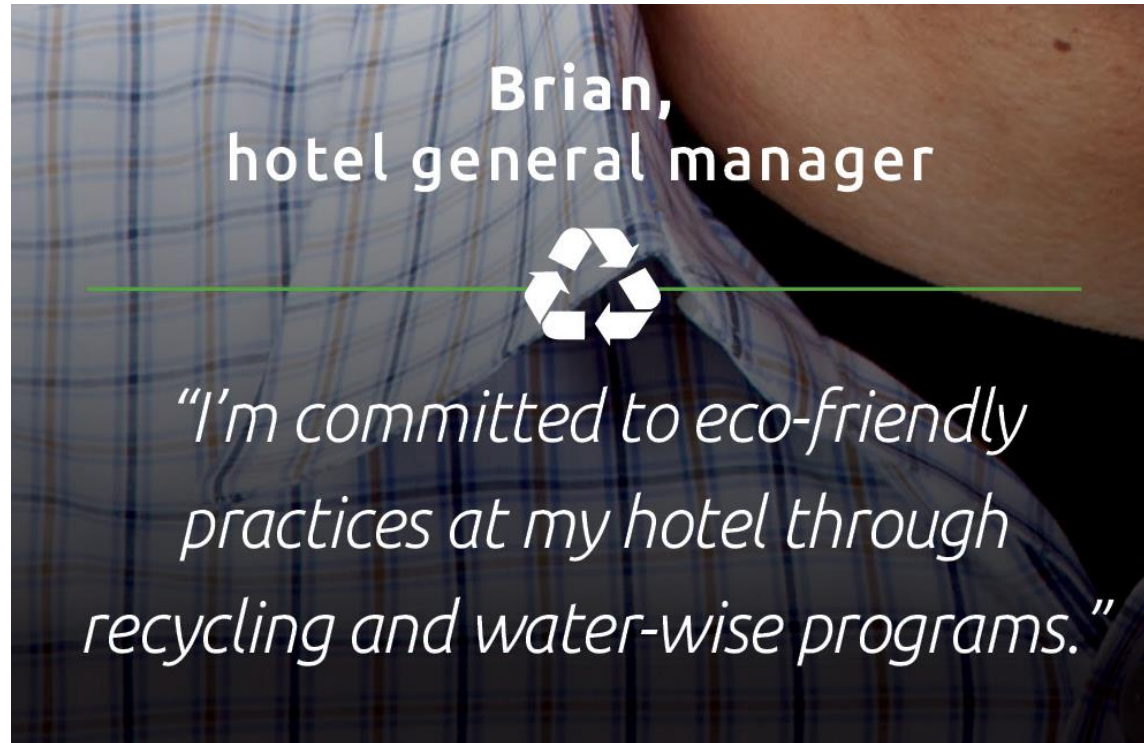 Brian,
hotel general manager
“I’m committed to eco-friendly
practices at my hotel through
recycling and water-wise programs.”